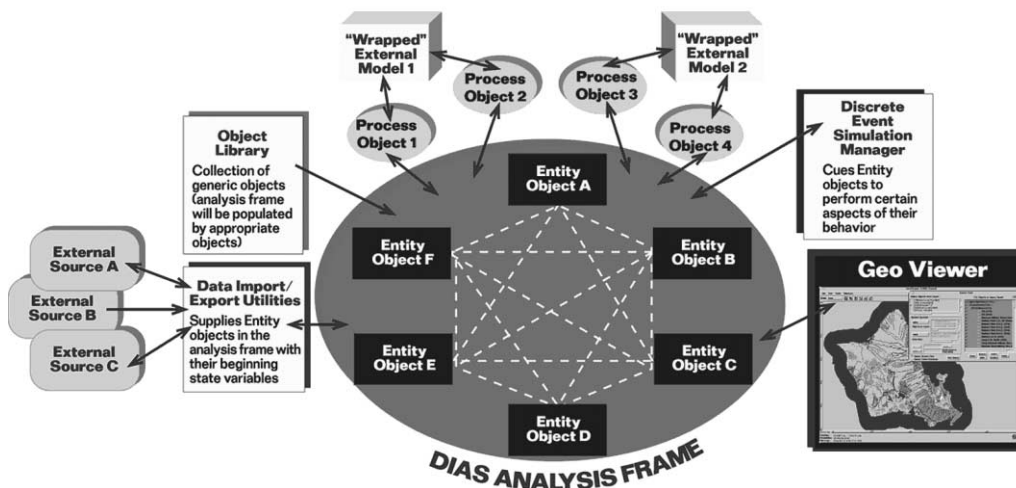 "Wrapped"
External
Model 1
"Wrapped"
External
Model 2
Process
Object 2
Process
Object 3
Process
Object 1
Process
Object 4
Object
Library
Collection of
generic objects
(analysis frame
will be populated
by appropriate
objects)
Discrete
Event
Simulation
Manager
Cues Entity
objects to
perform certain
aspects of their
behavior
Entity
Object A
Entity
Object F
Entity
Object B
Entity
Object E
Entity
Object C
Entity
Object D
External
Source A
External
Source B
External
Source C
Data Import/
Export Utilities
Supplies Entity
objects in the
analysis frame with
their beginning
state variables
Geo Viewer
DIAS ANALYSIS FRAME